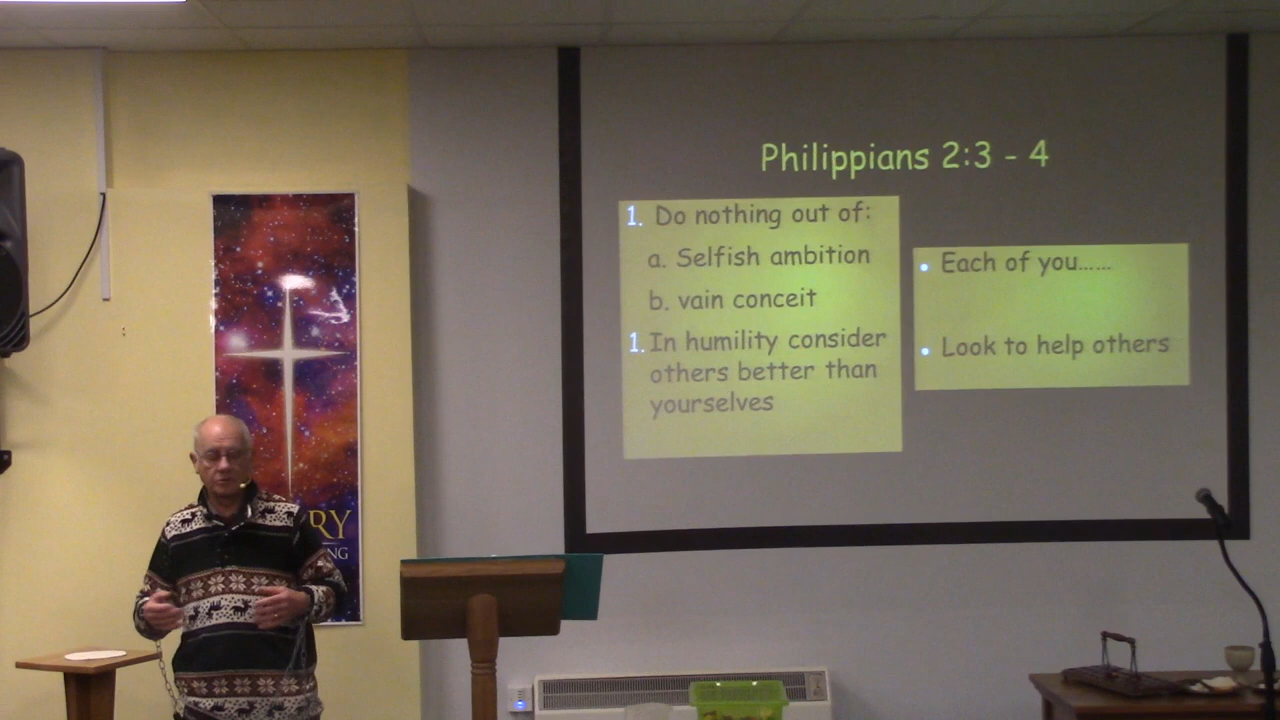 Philippians 2:3 - 4
1. Do nothing out of:
a. Selfish ambition
b. vain conceit
1. In humility consider
others better than
yourselves
• Each of you......
• Look to help others
RY
NG